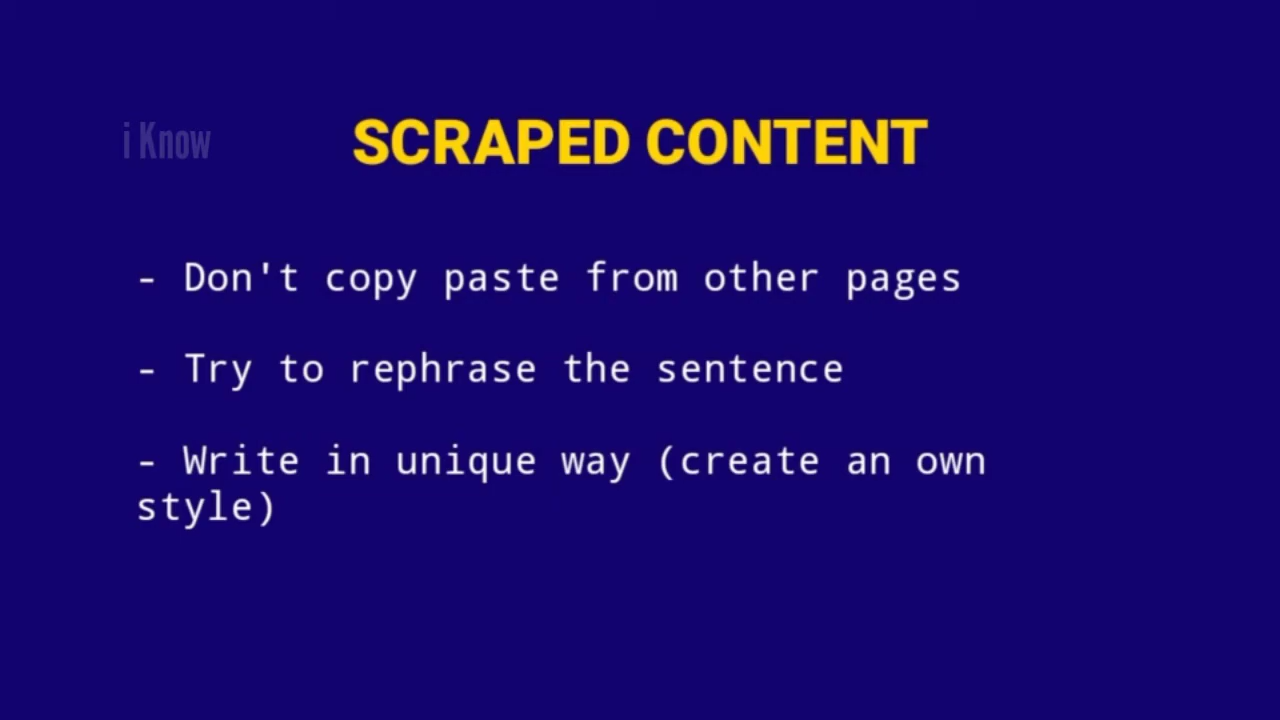 i Know
SCRAPED CONTENT
- Don't copy paste from other pages
- Try to rephrase the sentence
- Write in unique way (create an own
style)